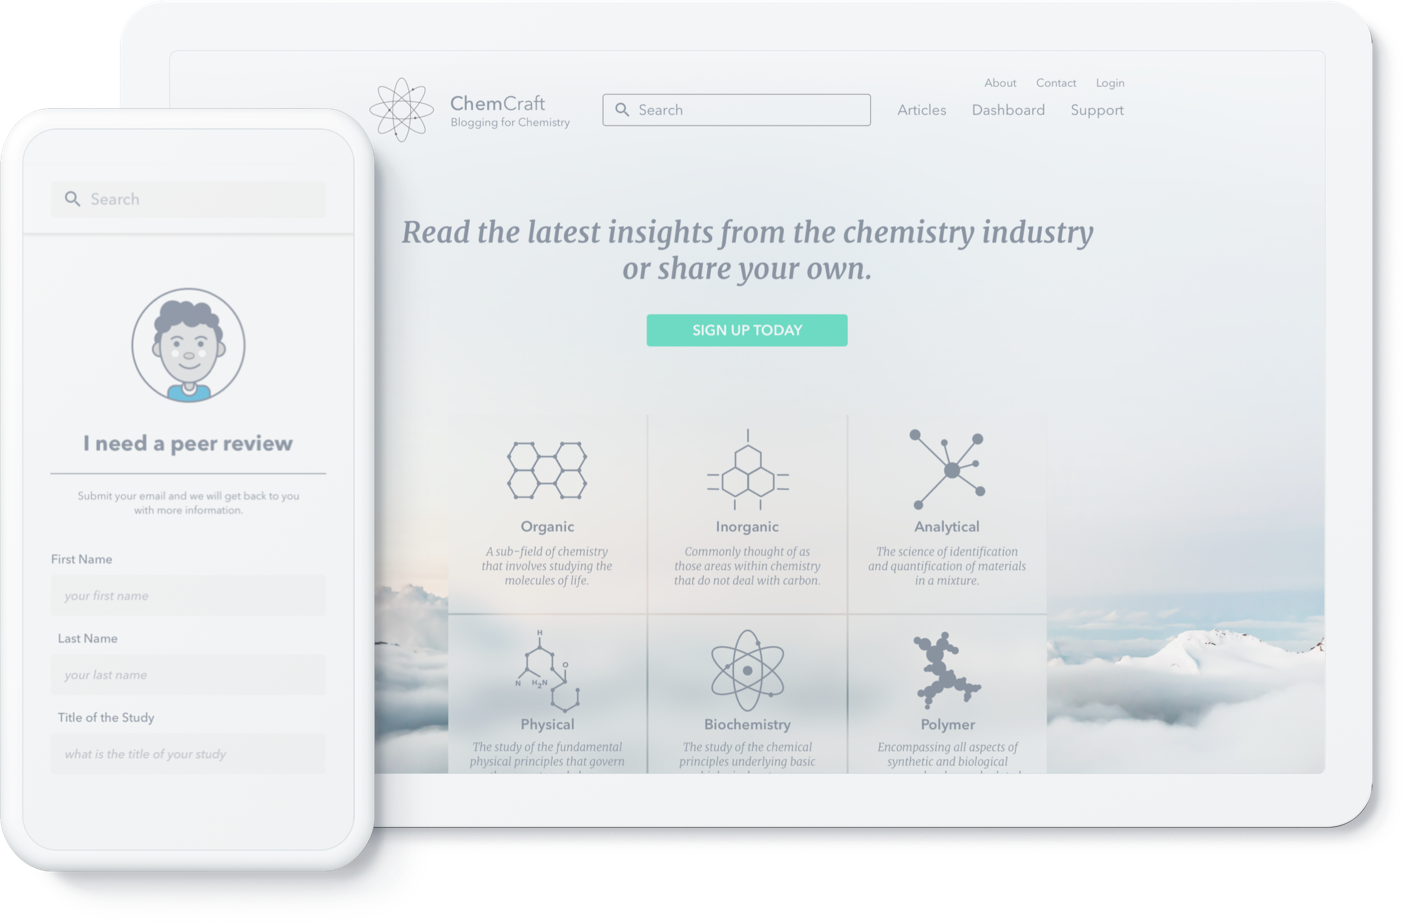 About Contact Login
ChemCraft
Blogging for Chemistry
Search
Articles Dashboard Support
Read the latest insights from the chemistry industry
or share your own.
SIGN UP TODAY
Organic
A sub-field of chemistry
that involves studying the
molecules of life.
Inorganic
Commonly thought of as
those areas within chemistry
that do not deal with carbon.
Analytical
The science of identification
and quantification of materials
in a mixture.
H
O
N
H2N
Physical
The study of the fundamental
physical principles that govern
Biochemistry
The study of the chemical
principles underlying basic
Polymer
Encompassing all aspects of
synthetic and biological
Search
I need a peer review
Submit your email and we will get back to you
with more information.
First Name
your first name
Last Name
your last name
Title of the Study
what is the title of your study